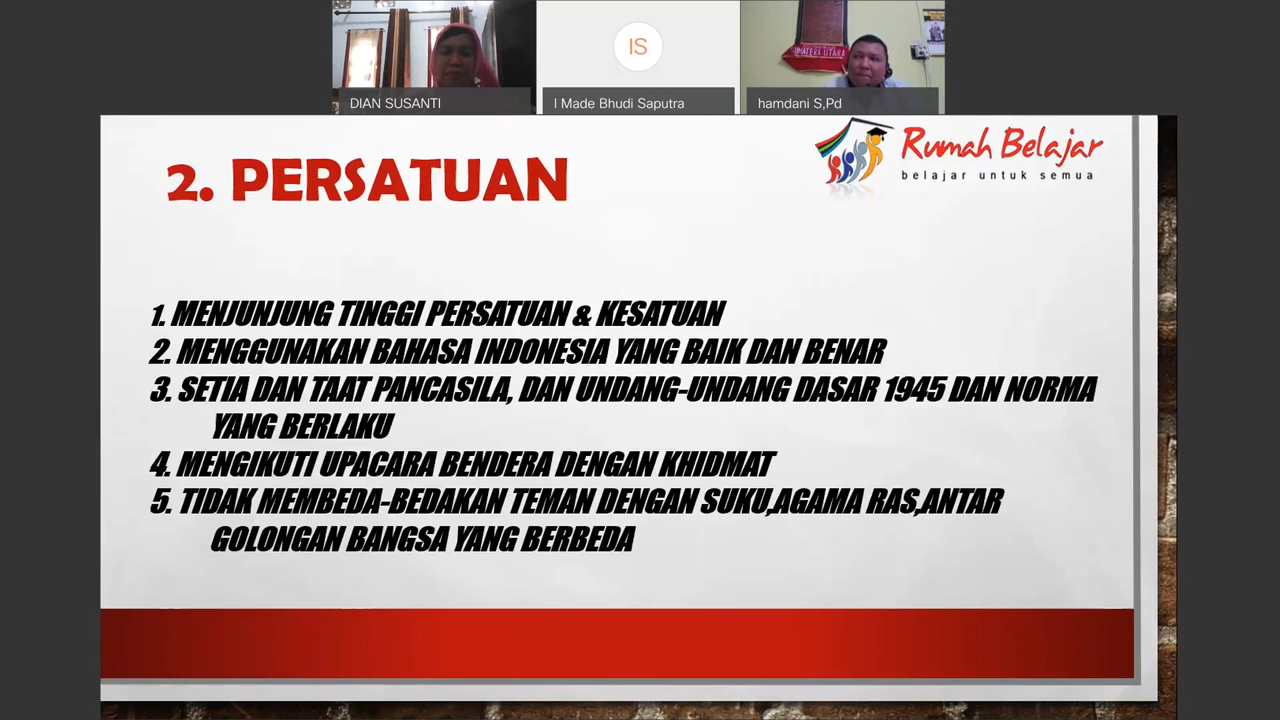 UMATERA UTARA
IS
DIAN SUSANTI
I Made Bhudi Saputra
hamdani S,Pd
Rumah Belajar
belajar untuk semua
2. PERSATUAN
1. MENJUNJUNG TINGGI PERSATUAN & KESATUAN
2. MENGGUNAKAN BAHASA INDONESIA YANG BAIK DAN BENAR
3. SETIA DAN TAAT PANCASILA, DAN UNDANG-UNDANG DASAR 1945 DAN NORMA
YANG BERLAKU
4. MENGIKUTI UPACARA BENDERA DENGAN KHIDMAT
5. TIDAK MEMBEDA-BEDAKAN TEMAN DENGAN SUKU,AGAMA RAS,ANTAR
GOLONGAN BANGSA YANG BERBEDA